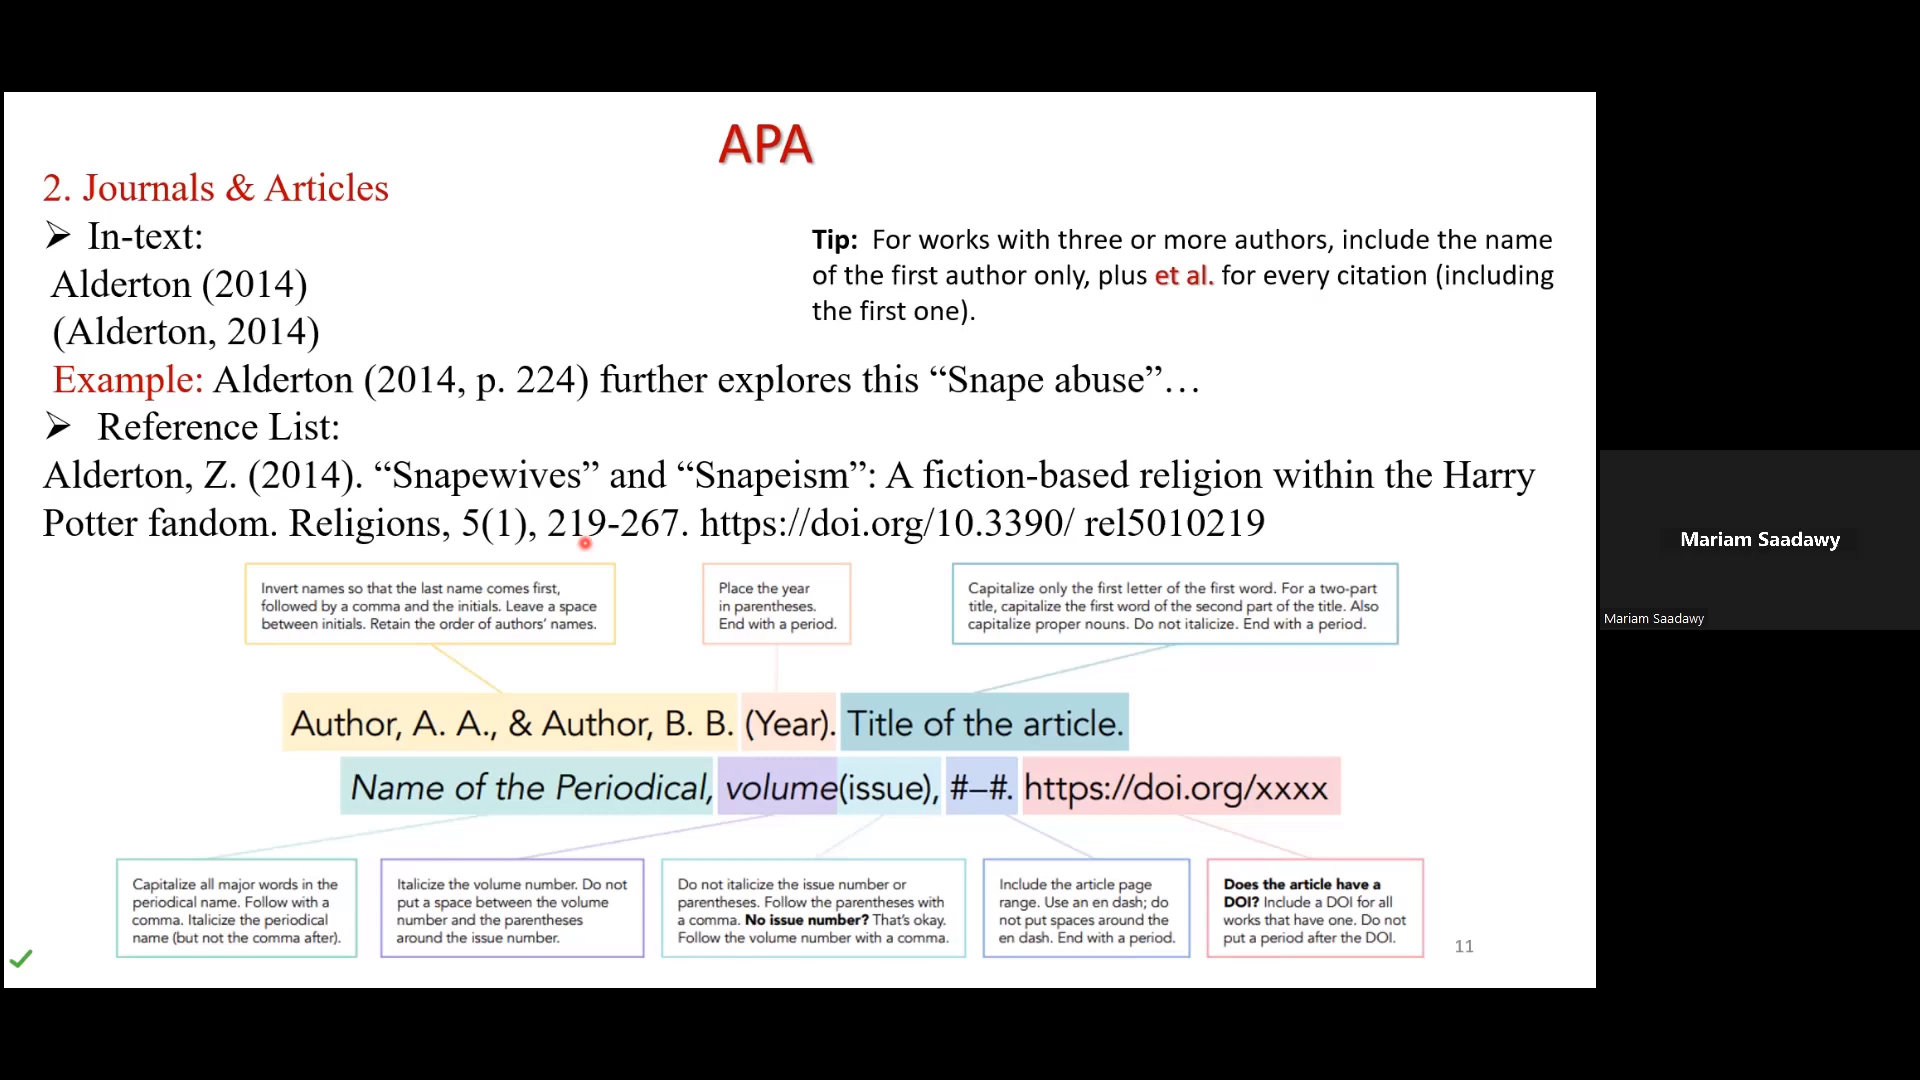 APA
2. Journals & Articles
➢ In-text:
Alderton (2014)
(Alderton, 2014)
Tip: For works with three or more authors, include the name
of the first author only, plus et al. for every citation (including
the first one).
Example: Alderton (2014, p. 224) further explores this “Snape abuse”…
➢ Reference List:
Alderton, Z. (2014). “Snapewives” and “Snapeism”: A fiction-based religion within the Harry
Potter fandom. Religions, 5(1), 219-267. https://doi.org/10.3390/ rel5010219
Invert names so that the last name comes first,
followed by a comma and the initials. Leave a space
between initials. Retain the order of authors’ names.
Place the year
in parentheses.
End with a period.
Capitalize only the first letter of the first word. For a two-part
title, capitalize the first word of the second part of the title. Also
capitalize proper nouns. Do not italicize. End with a period.
Author, A. A., & Author, B. B. (Year). Title of the article.
Name of the Periodical, volume(issue), #–#. https://doi.org/xxxx
Capitalize all major words in the
periodical name. Follow with a
comma. Italicize the periodical
name (but not the comma after).
Italicize the volume number. Do not
put a space between the volume
number and the parentheses
around the issue number.
Do not italicize the issue number or
parentheses. Follow the parentheses with
a comma. No issue number? That’s okay.
Follow the volume number with a comma.
Include the article page
range. Use an en dash; do
not put spaces around the
en dash. End with a period.
Does the article have a
DOI? Include a DOI for all
works that have one. Do not
put a period after the DOI.
11
Mariam Saadawy
Mariam Saadawy